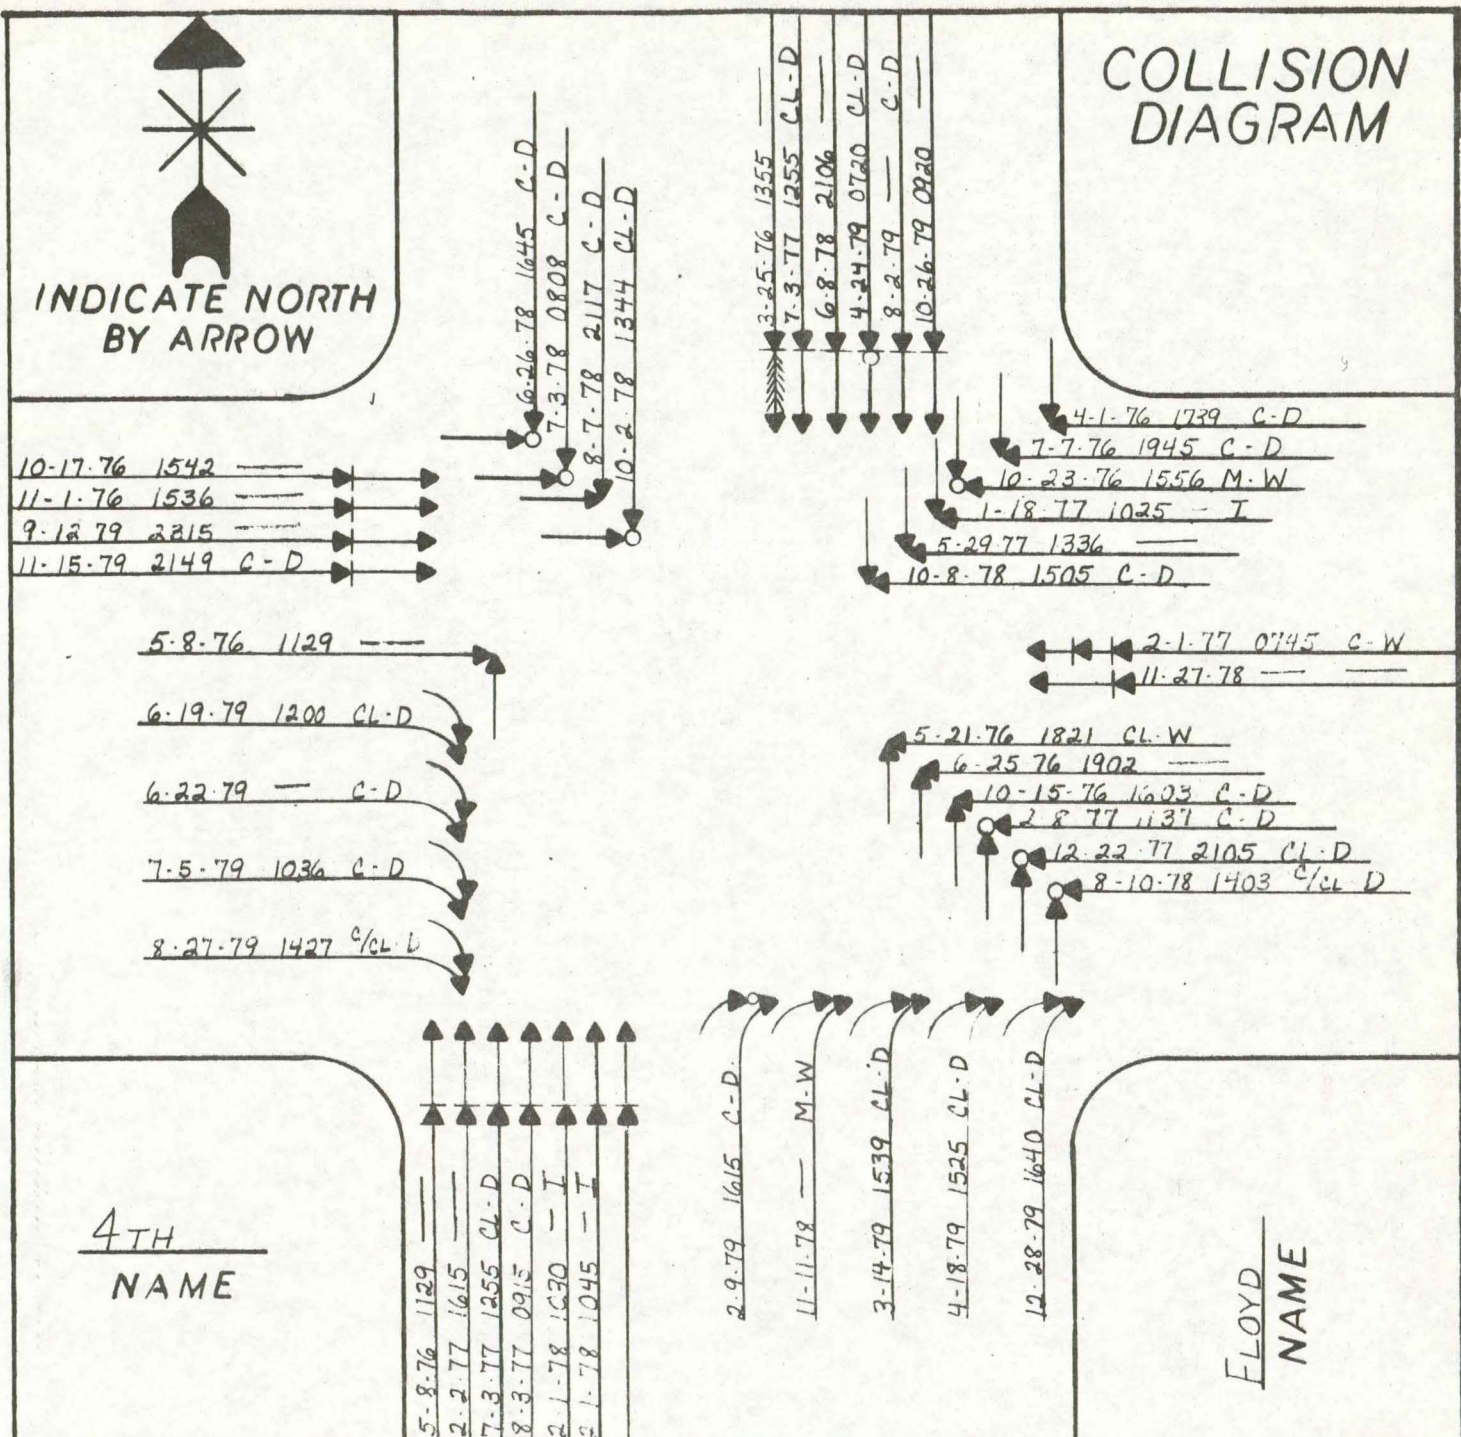 COLLISION
DIAGRAM
INDICATE NORTH
BY ARROW
6-26-78 1645 C-D
7-3-78 0808 C-D
8-7-78 2117 C-D
10-2-78 1344 CL-D
3-25-76 1355 —
7-3-77 1255 CL-D
6-8-78 2106 —
4-24-79 0720 CL-D
8-2-79 — C-D
10-26-79 0920 —
4-1-76 1739 C-D
7-7-76 1945 C-D
10-23-76 1556 M-W
1-18-77 1025 - I
5-29-77 1336 —
10-8-78 1505 C-D
10-17-76 1542 —
11-1-76 1536 —
9-12-79 2315 —
11-15-79 2149 C-D
5-8-76 1129 —
6-19-79 1200 CL-D
6-22-79 — C-D
7-5-79 1036 C-D
8-27-79 1427 C/CL-D
2-1-77 0745 C-W
11-27-78 — —
5-21-76 1821 CL-W
6-25-76 1902 —
10-15-76 1603 C-D
2-8-77 1137 C-D
12-22-77 2105 CL-D
8-10-78 1403 C/CL-D
5-8-76 1129 —
2-2-77 1615 —
7-3-77 1255 CL-D
8-3-77 0915 C-D
2-1-78 1030 - I
2-1-78 1045 - I
2-9-79 1615 C-D
11-11-78 — M-W
3-14-79 1539 CL-D
4-18-79 1525 CL-D
12-28-79 1640 CL-D
4TH
NAME
FLOYD
NAME